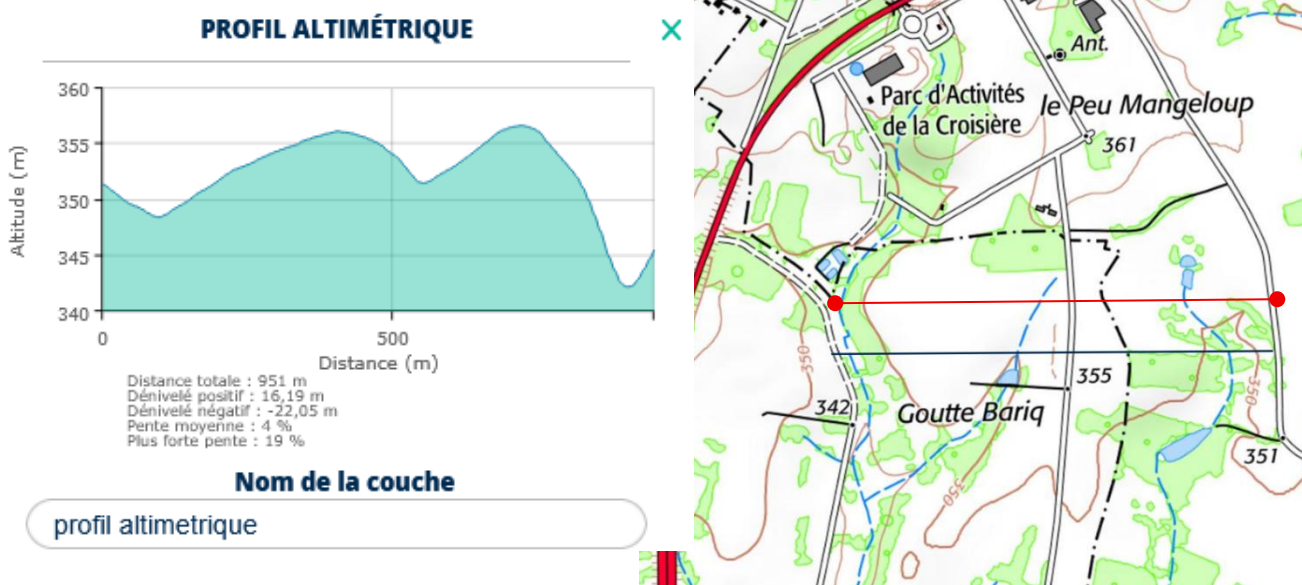 PROFIL ALTIMÉTRIQUE
×
360
355
350
345
340
Altitude (m)
0
500
Distance (m)
Distance totale : 951 m
Dénivelé positif : 16,19 m
Dénivelé négatif : -22,05 m
Pente moyenne : 4 %
Plus forte pente : 19 %
Nom de la couche
profil altimetrique
Ant.
Parc d'Activités
de la Croisière
le Peu Mangeloup
361
350
355
350
342
Goutte Bariq
351
350